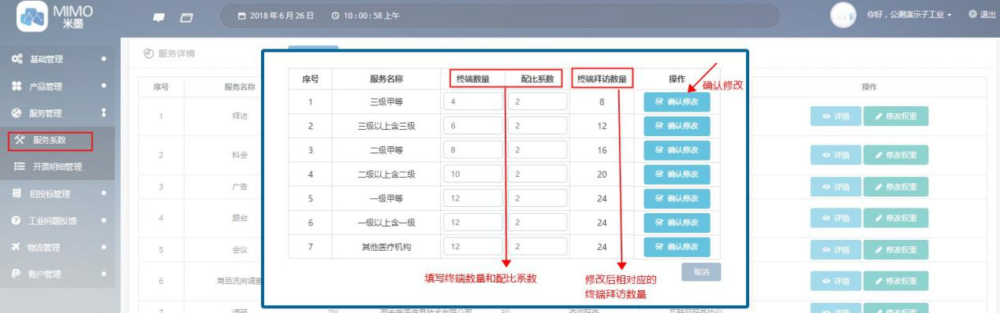 MIMO
米墨
2018 年 6 月 26 日 10 : 00 : 58 上午
你好，公测演示子工业
退出
基础管理
产品管理
服务管理
服务系数
开票明细管理
招投标管理
工业问题反馈
物流管理
账户管理
服务详情
序号 服务名称 操作
1 拜访 详情 修改权重
2 科会 详情 修改权重
3 广告 详情 修改权重
4 跟台 详情 修改权重
5 会议 详情 修改权重
6 商品流向调查 详情 修改权重
序号 服务名称 终端数量 配比系数 终端拜访数量 操作
1 三级甲等 4 2 8 确认修改
2 三级以上含三级 6 2 12 确认修改
3 二级甲等 8 2 16 确认修改
4 二级以上含二级 10 2 20 确认修改
5 一级甲等 12 2 24 确认修改
6 一级以上含一级 12 2 24 确认修改
7 其他医疗机构 12 2 24 确认修改
取消
确认修改
填写终端数量和配比系数
修改后相对应的
终端拜访数量